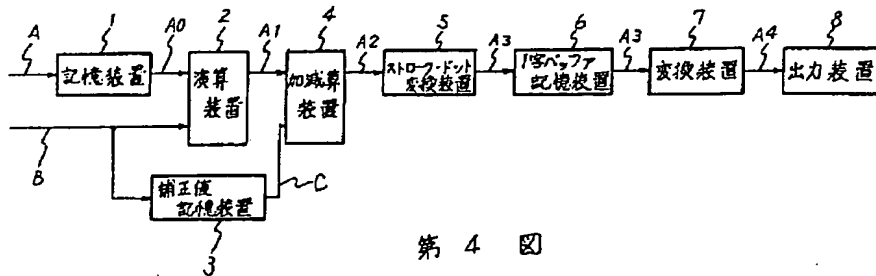 A
1
A0
2
A1
4
A2
5
A3
6
A3
7
A4
8
記憶装置
演算
装置
加減算
装置
ストローク・ドット
変換装置
1字バッファ
記憶装置
変換装置
出力装置
B
補正値
記憶装置
C
3
第 4 図